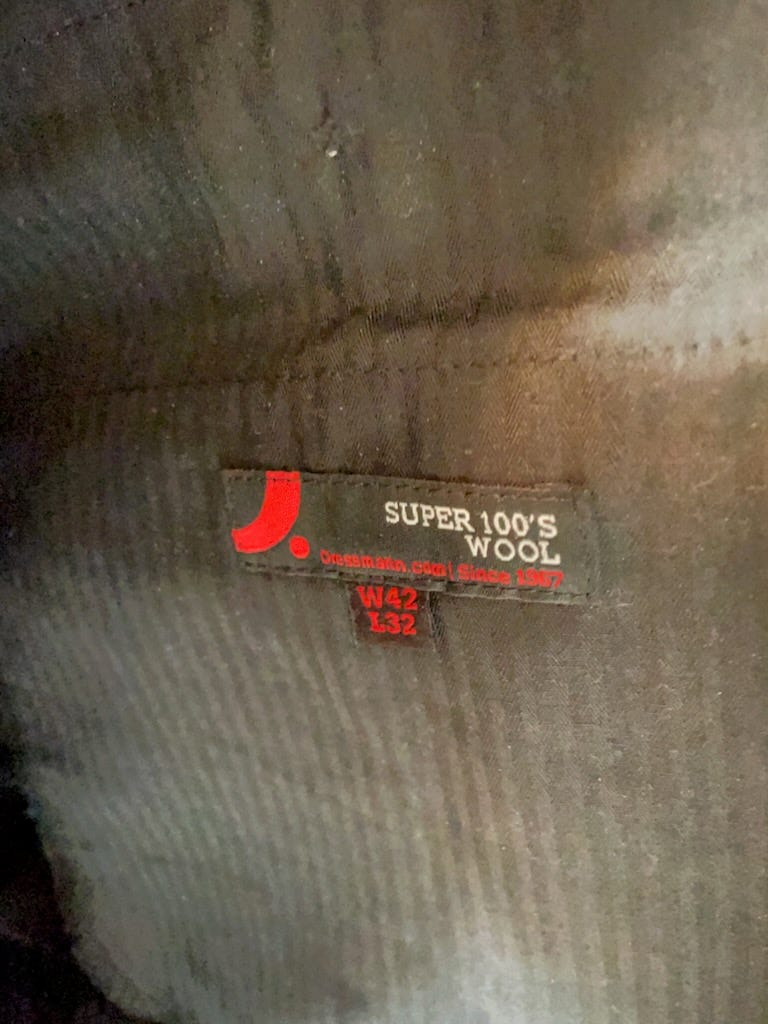 J.
SUPER 100'S
WOOL
Dressmann.com | Since 1967
W42
L32